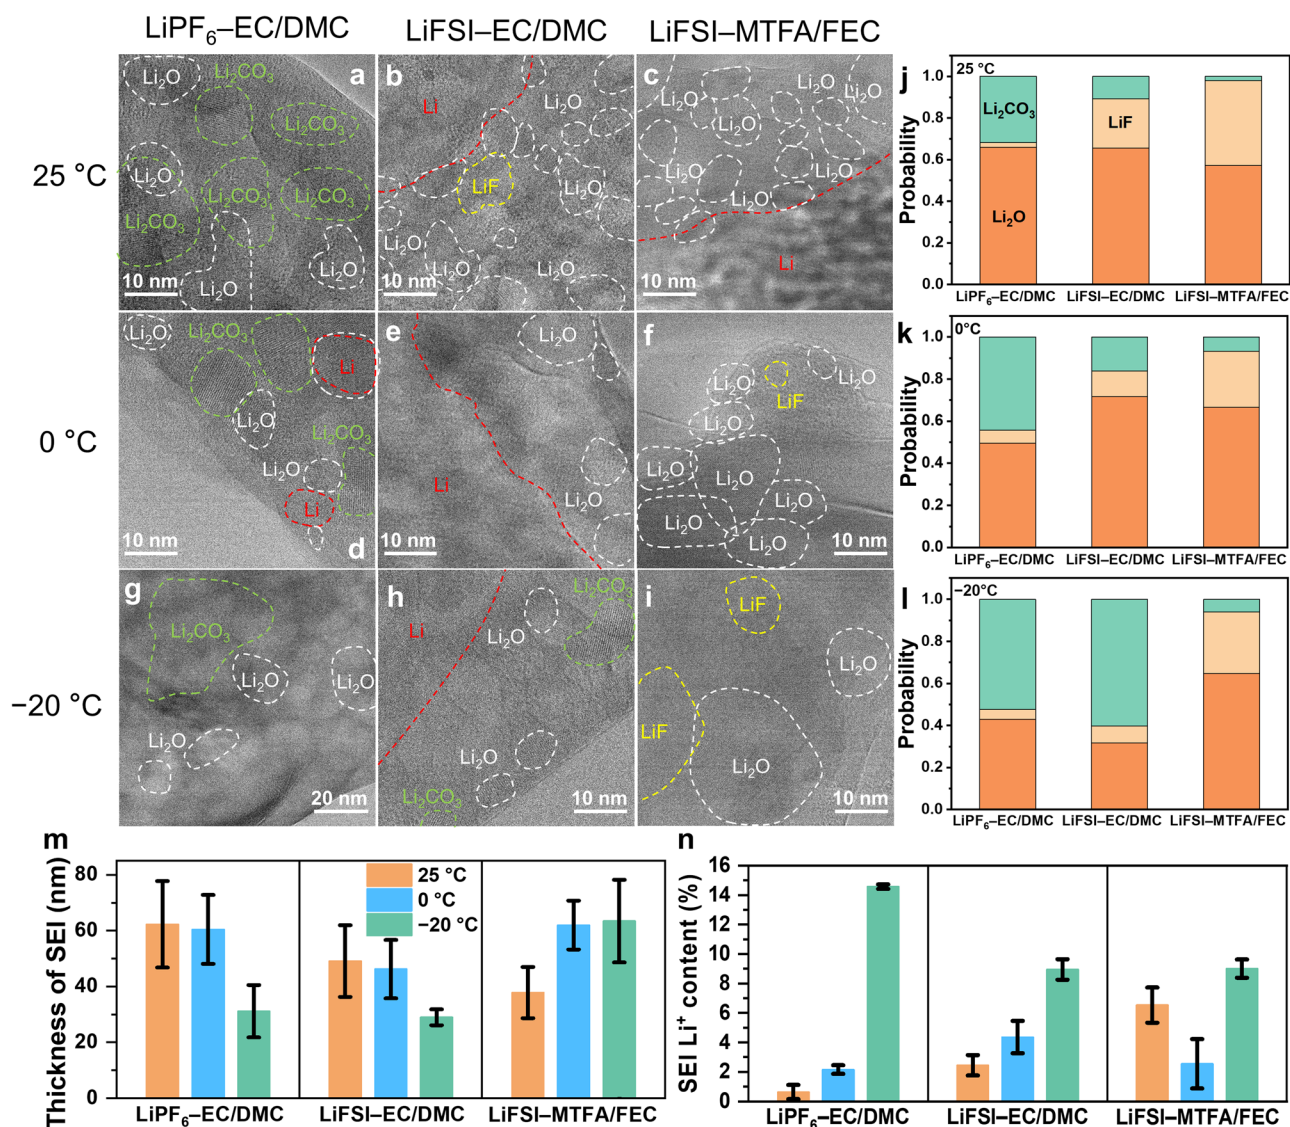 LiPF₆–EC/DMC
LiFSI–EC/DMC
LiFSI–MTFA/FEC
25 °C
a
Li₂O
Li₂CO₃
Li₂CO₃
Li₂O
Li₂CO₃
Li₂CO₃
Li₂CO₃
Li₂O
Li₂O
10 nm
b
Li
Li₂O
LiF
Li₂O
Li₂O
Li₂O
10 nm
c
Li₂O
Li₂O
Li₂O
Li₂O
Li₂O
Li
10 nm
j
25 °C
1.0
0.8
0.6
0.4
0.2
0.0
Probability
Li₂CO₃
LiF
Li₂O
LiPF₆–EC/DMC
LiFSI–EC/DMC
LiFSI–MTFA/FEC
0 °C
Li₂O
Li₂CO₃
Li
Li₂O
Li₂CO₃
Li₂O
Li
10 nm
d
e
Li₂O
Li
Li₂O
10 nm
f
Li₂O
Li₂O
LiF
Li₂O
Li₂O
Li₂O
Li₂O
Li₂O
Li₂O
10 nm
k
0°C
1.0
0.8
0.6
0.4
0.2
0.0
Probability
LiPF₆–EC/DMC
LiFSI–EC/DMC
LiFSI–MTFA/FEC
−20 °C
g
Li₂CO₃
Li₂O
Li₂O
Li₂O
20 nm
h
Li₂CO₃
Li
Li₂O
Li₂O
Li₂CO₃
10 nm
i
LiF
Li₂O
LiF
Li₂O
10 nm
l
−20°C
1.0
0.8
0.6
0.4
0.2
0.0
Probability
LiPF₆–EC/DMC
LiFSI–EC/DMC
LiFSI–MTFA/FEC
m
Thickness of SEI (nm)
80
60
40
20
0
25 °C
0 °C
−20 °C
LiPF₆–EC/DMC
LiFSI–EC/DMC
LiFSI–MTFA/FEC
n
SEI Li⁺ content (%)
16
14
12
10
8
6
4
2
0
LiPF₆–EC/DMC
LiFSI–EC/DMC
LiFSI–MTFA/FEC